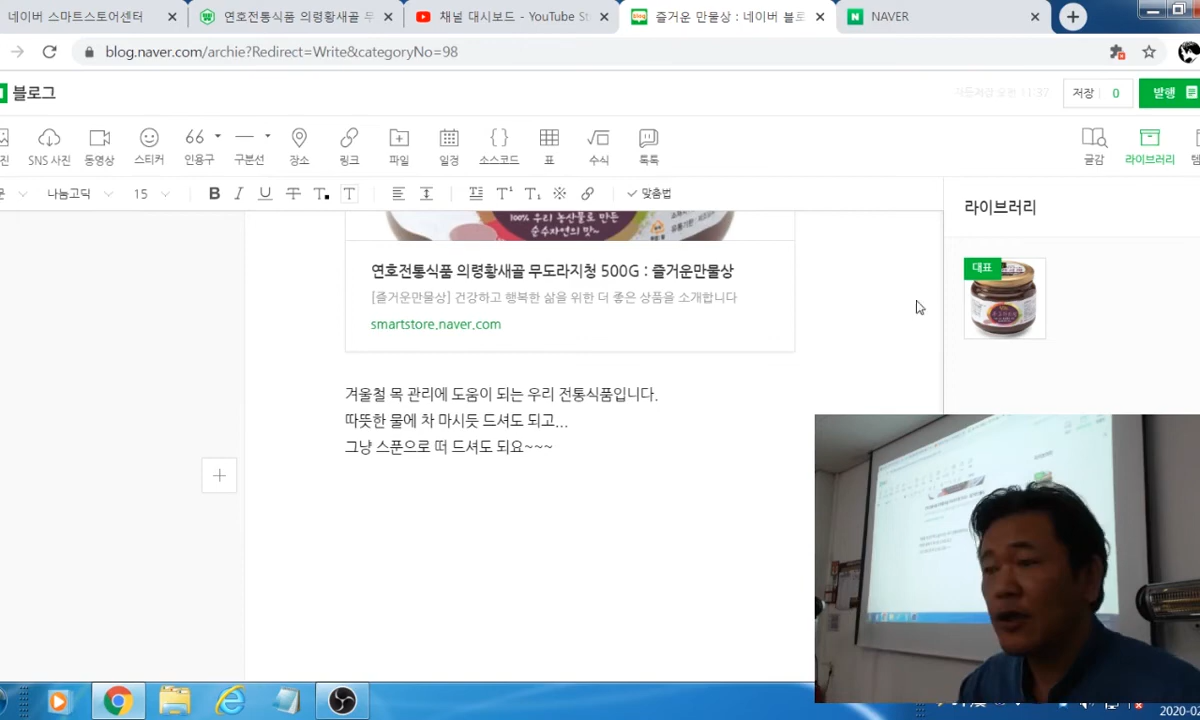 네이버 스마트스토어센터
연호전통식품 의령황새골 무
채널 대시보드 - YouTube St
즐거운 만물상 : 네이버 블로
NAVER
blog.naver.com/archie?Redirect=Write&categoryNo=98
블로그
자동저장 오전 11:37
저장 0
발행
진
SNS 사진
동영상
스티커
인용구
구분선
장소
링크
파일
일정
소스코드
표
수식
톡톡
글감
라이브러리
템
문
나눔고딕
15
맞춤법
라이브러리
대표
100% 우리 농산물로 만든
순수자연의 맛~
연호전통식품 의령황새골 무도라지청 500G : 즐거운만물상
[즐거운만물상] 건강하고 행복한 삶을 위한 더 좋은 상품을 소개합니다
smartstore.naver.com
겨울철 목 관리에 도움이 되는 우리 전통식품입니다.
따뜻한 물에 차 마시듯 드셔도 되고...
그냥 스푼으로 떠 드셔도 되요~~~
2020-02